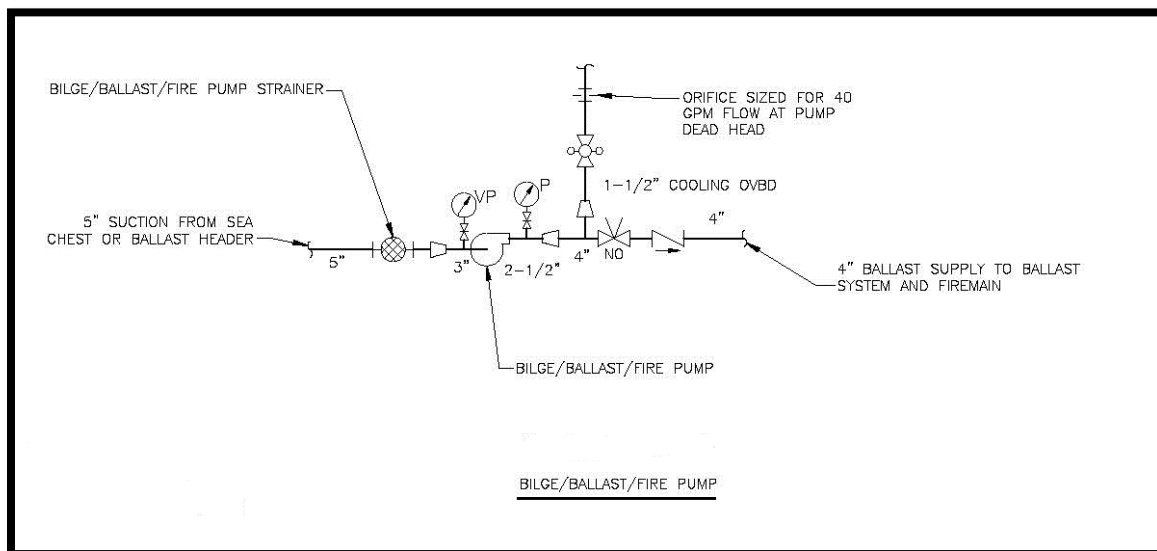 BILGE/BALLAST/FIRE PUMP STRAINER
ORIFICE SIZED FOR 40
GPM FLOW AT PUMP
DEAD HEAD
VP
P
1-1/2" COOLING OVBD
5" SUCTION FROM SEA
CHEST OR BALLAST HEADER
4"
5"
3"
2-1/2"
4"
NO
4" BALLAST SUPPLY TO BALLAST
SYSTEM AND FIREMAIN
BILGE/BALLAST/FIRE PUMP
BILGE/BALLAST/FIRE PUMP